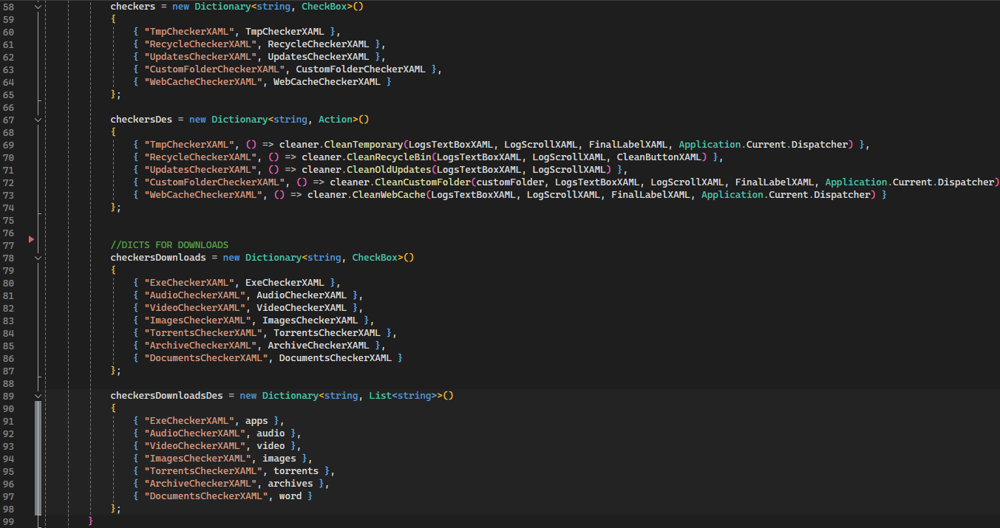 58 checkers = new Dictionary<string, CheckBox>()
59 {
60 { "TmpCheckerXAML", TmpCheckerXAML },
61 { "RecycleCheckerXAML", RecycleCheckerXAML },
62 { "UpdatesCheckerXAML", UpdatesCheckerXAML },
63 { "CustomFolderCheckerXAML", CustomFolderCheckerXAML },
64 { "WebCacheCheckerXAML", WebCacheCheckerXAML }
65 };
66
67 checkersDes = new Dictionary<string, Action>()
68 {
69 { "TmpCheckerXAML", () => cleaner.CleanTemporary(LogsTextBoxXAML, LogScrollXAML, FinalLabelXAML, Application.Current.Dispatcher) },
70 { "RecycleCheckerXAML", () => cleaner.CleanRecycleBin(LogsTextBoxXAML, LogScrollXAML, CleanButtonXAML) },
71 { "UpdatesCheckerXAML", () => cleaner.CleanOldUpdates(LogsTextBoxXAML, LogScrollXAML) },
72 { "CustomFolderCheckerXAML", () => cleaner.CleanCustomFolder(customFolder, LogsTextBoxXAML, LogScrollXAML, FinalLabelXAML, Application.Current.Dispatcher)
73 { "WebCacheCheckerXAML", () => cleaner.CleanWebCache(LogsTextBoxXAML, LogScrollXAML, FinalLabelXAML, Application.Current.Dispatcher) }
74 };
75
76
77 //DICTS FOR DOWNLOADS
78 checkersDownloads = new Dictionary<string, CheckBox>()
79 {
80 { "ExeCheckerXAML", ExeCheckerXAML },
81 { "AudioCheckerXAML", AudioCheckerXAML },
82 { "VideoCheckerXAML", VideoCheckerXAML },
83 { "ImagesCheckerXAML", ImagesCheckerXAML },
84 { "TorrentsCheckerXAML", TorrentsCheckerXAML },
85 { "ArchiveCheckerXAML", ArchiveCheckerXAML },
86 { "DocumentsCheckerXAML", DocumentsCheckerXAML }
87 };
88
89 checkersDownloadsDes = new Dictionary<string, List<string>>()
90 {
91 { "ExeCheckerXAML", apps },
92 { "AudioCheckerXAML", audio },
93 { "VideoCheckerXAML", video },
94 { "ImagesCheckerXAML", images },
95 { "TorrentsCheckerXAML", torrents },
96 { "ArchiveCheckerXAML", archives },
97 { "DocumentsCheckerXAML", word }
98 };
99 }